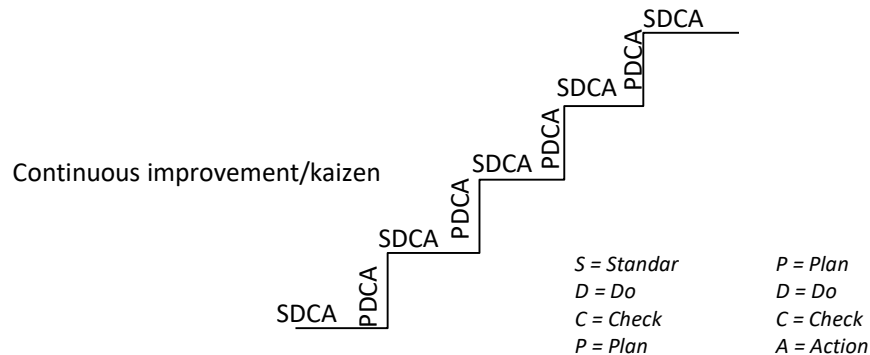 SDCA
PDCA
SDCA
PDCA
SDCA
Continuous improvement/kaizen
PDCA
SDCA
PDCA
SDCA
S = Standar
D = Do
C = Check
P = Plan
P = Plan
D = Do
C = Check
A = Action